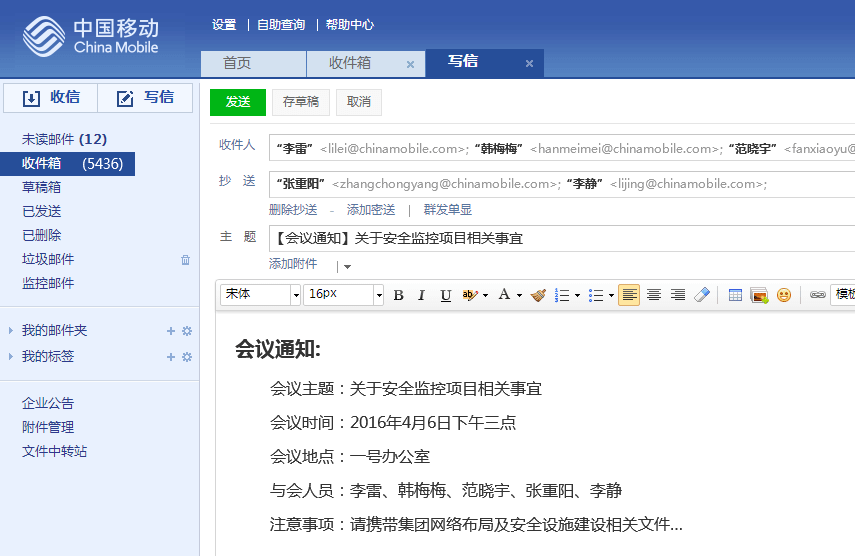 中国移动
China Mobile
设置 | 自助查询 | 帮助中心
首页 收件箱 × 写信 ×
收信 写信
发送 存草稿 取消
未读邮件 (12)
收件箱 (5436)
草稿箱
已发送
已删除
垃圾邮件
监控邮件
我的邮件夹
我的标签
企业公告
附件管理
文件中转站
收件人 “李雷” <lilei@chinamobile.com>; “韩梅梅” <hanmeimei@chinamobile.com>; “范晓宇” <fanxiaoyu@
抄 送 “张重阳” <zhangchongyang@chinamobile.com>; “李静” <lijing@chinamobile.com>;
删除抄送 - 添加密送 | 群发单显
主 题 【会议通知】关于安全监控项目相关事宜
添加附件 |
宋体 16px B I U ab A 模板
会议通知:
会议主题：关于安全监控项目相关事宜
会议时间：2016年4月6日下午三点
会议地点：一号办公室
与会人员：李雷、韩梅梅、范晓宇、张重阳、李静
注意事项：请携带集团网络布局及安全设施建设相关文件...